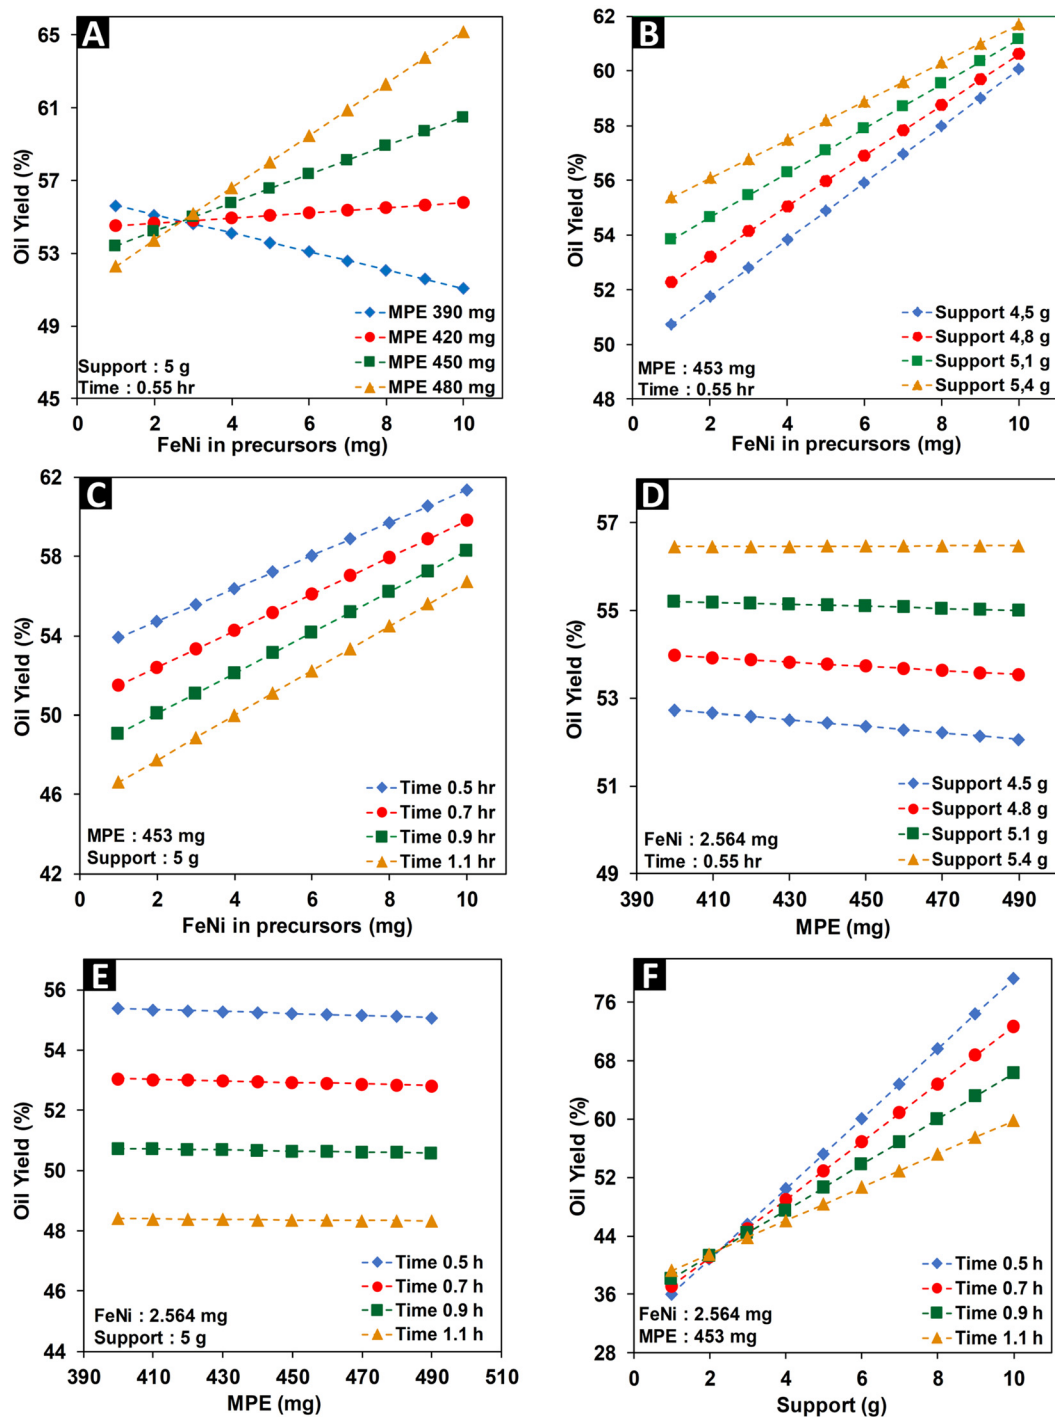 A
Oil Yield (%)
65
61
57
53
49
45
MPE 390 mg
MPE 420 mg
MPE 450 mg
MPE 480 mg
Support : 5 g
Time : 0.55 hr
0 2 4 6 8 10
FeNi in precursors (mg)
B
Oil Yield (%)
62
60
58
56
54
52
50
48
Support 4,5 g
Support 4,8 g
Support 5,1 g
Support 5,4 g
MPE : 453 mg
Time : 0.55 hr
0 2 4 6 8 10
FeNi in precursors (mg)
C
Oil Yield (%)
62
58
54
50
46
42
Time 0.5 hr
Time 0.7 hr
Time 0.9 hr
Time 1.1 hr
MPE : 453 mg
Support : 5 g
0 2 4 6 8 10
FeNi in precursors (mg)
D
Oil Yield (%)
57
55
53
51
49
Support 4.5 g
Support 4.8 g
Support 5.1 g
Support 5.4 g
FeNi : 2.564 mg
Time : 0.55 hr
390 410 430 450 470 490
MPE (mg)
E
Oil Yield (%)
56
54
52
50
48
46
44
Time 0.5 h
Time 0.7 h
Time 0.9 h
Time 1.1 h
FeNi : 2.564 mg
Support : 5 g
390 410 430 450 470 490 510
MPE (mg)
F
Oil Yield (%)
76
68
60
52
44
36
28
Time 0.5 h
Time 0.7 h
Time 0.9 h
Time 1.1 h
FeNi : 2.564 mg
MPE : 453 mg
0 2 4 6 8 10
Support (g)